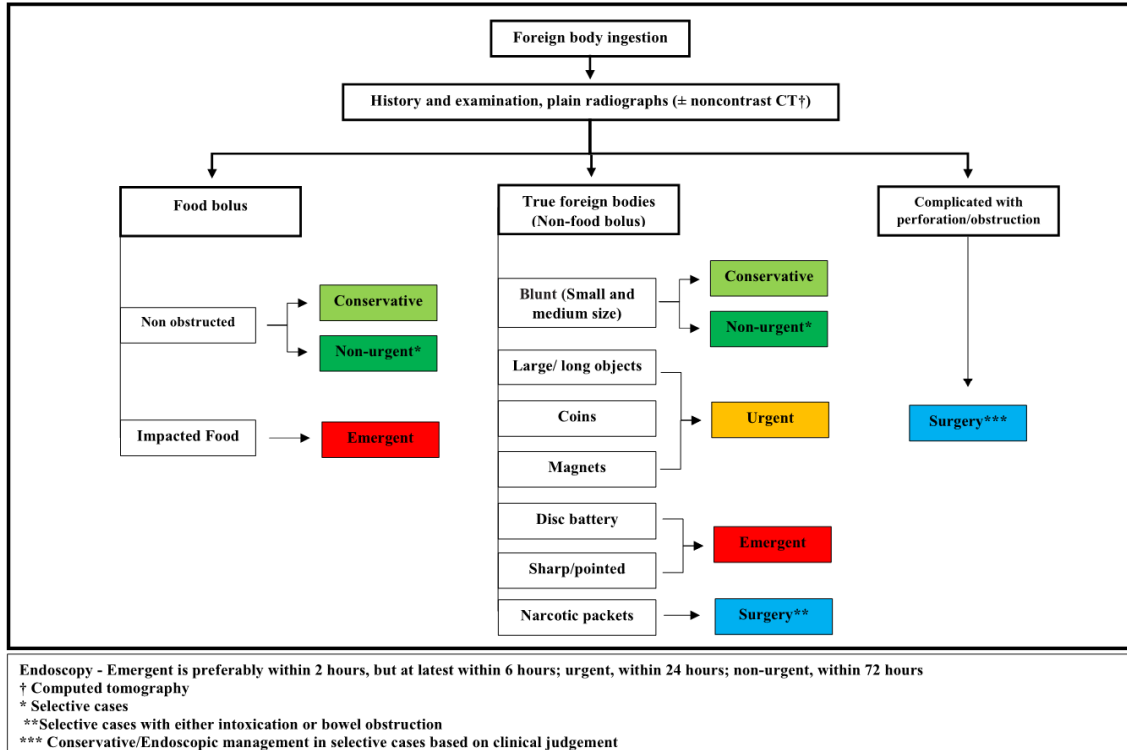 Foreign body ingestion
History and examination, plain radiographs (± noncontrast CT†)
Food bolus
True foreign bodies
(Non-food bolus)
Complicated with
perforation/obstruction
Non obstructed
Conservative
Non-urgent*
Impacted Food
Emergent
Blunt (Small and
medium size)
Conservative
Non-urgent*
Large/ long objects
Coins
Magnets
Urgent
Disc battery
Sharp/pointed
Emergent
Narcotic packets
Surgery**
Surgery***
Endoscopy - Emergent is preferably within 2 hours, but at latest within 6 hours; urgent, within 24 hours; non-urgent, within 72 hours
† Computed tomography
* Selective cases
**Selective cases with either intoxication or bowel obstruction
*** Conservative/Endoscopic management in selective cases based on clinical judgement